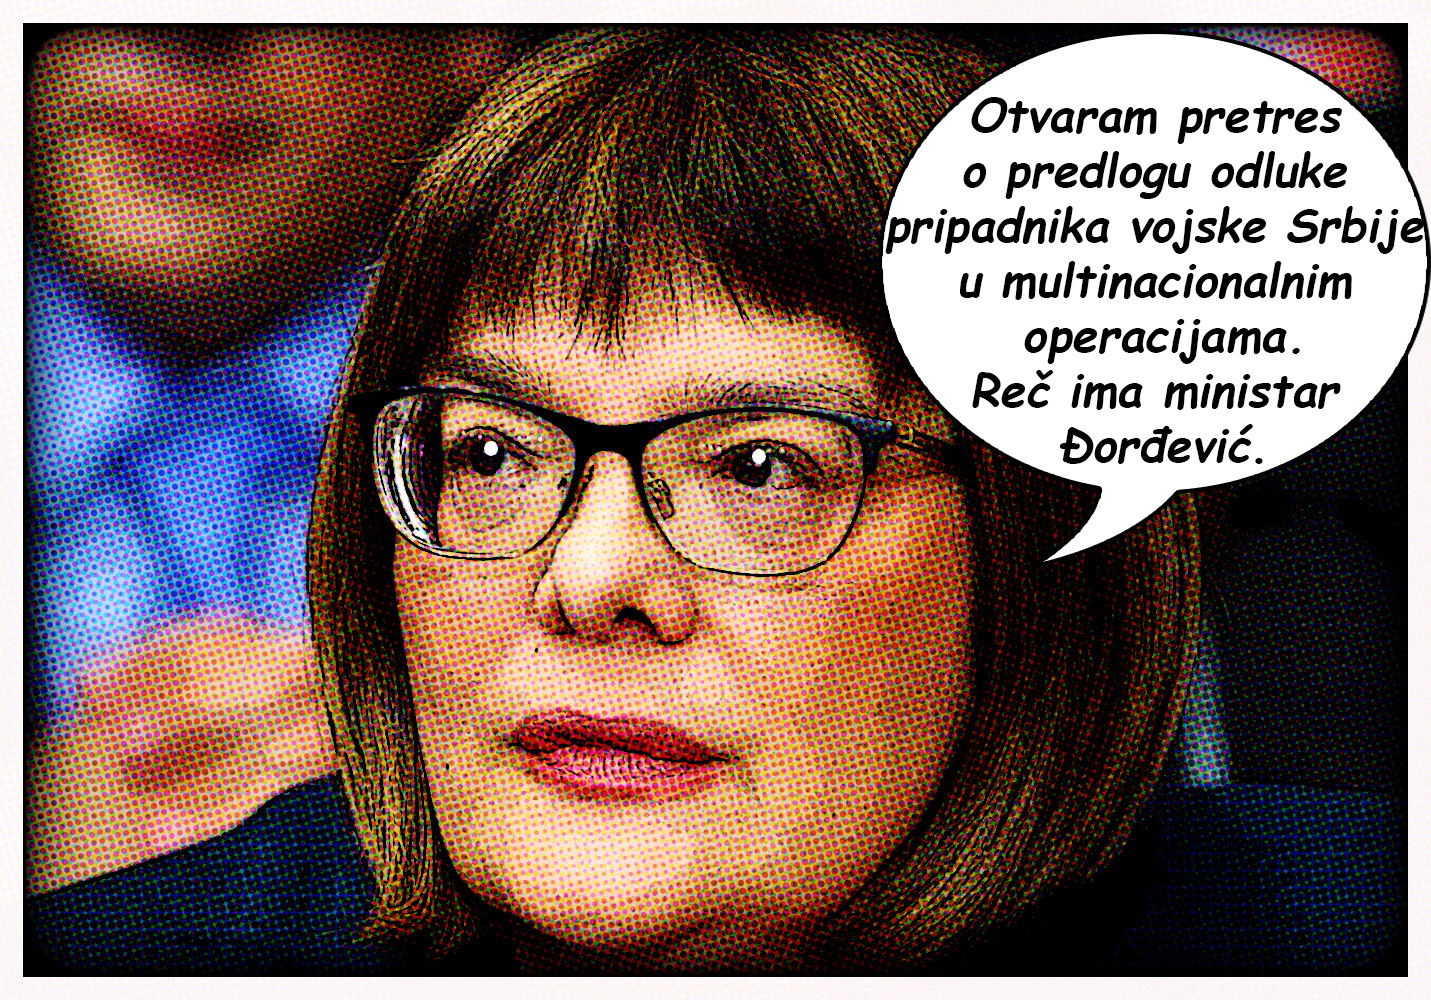 Otvaram pretres
o predlogu odluke
pripadnika vojske Srbije
u multinacionalnim
operacijama.
Reč ima ministar
Đorđević.